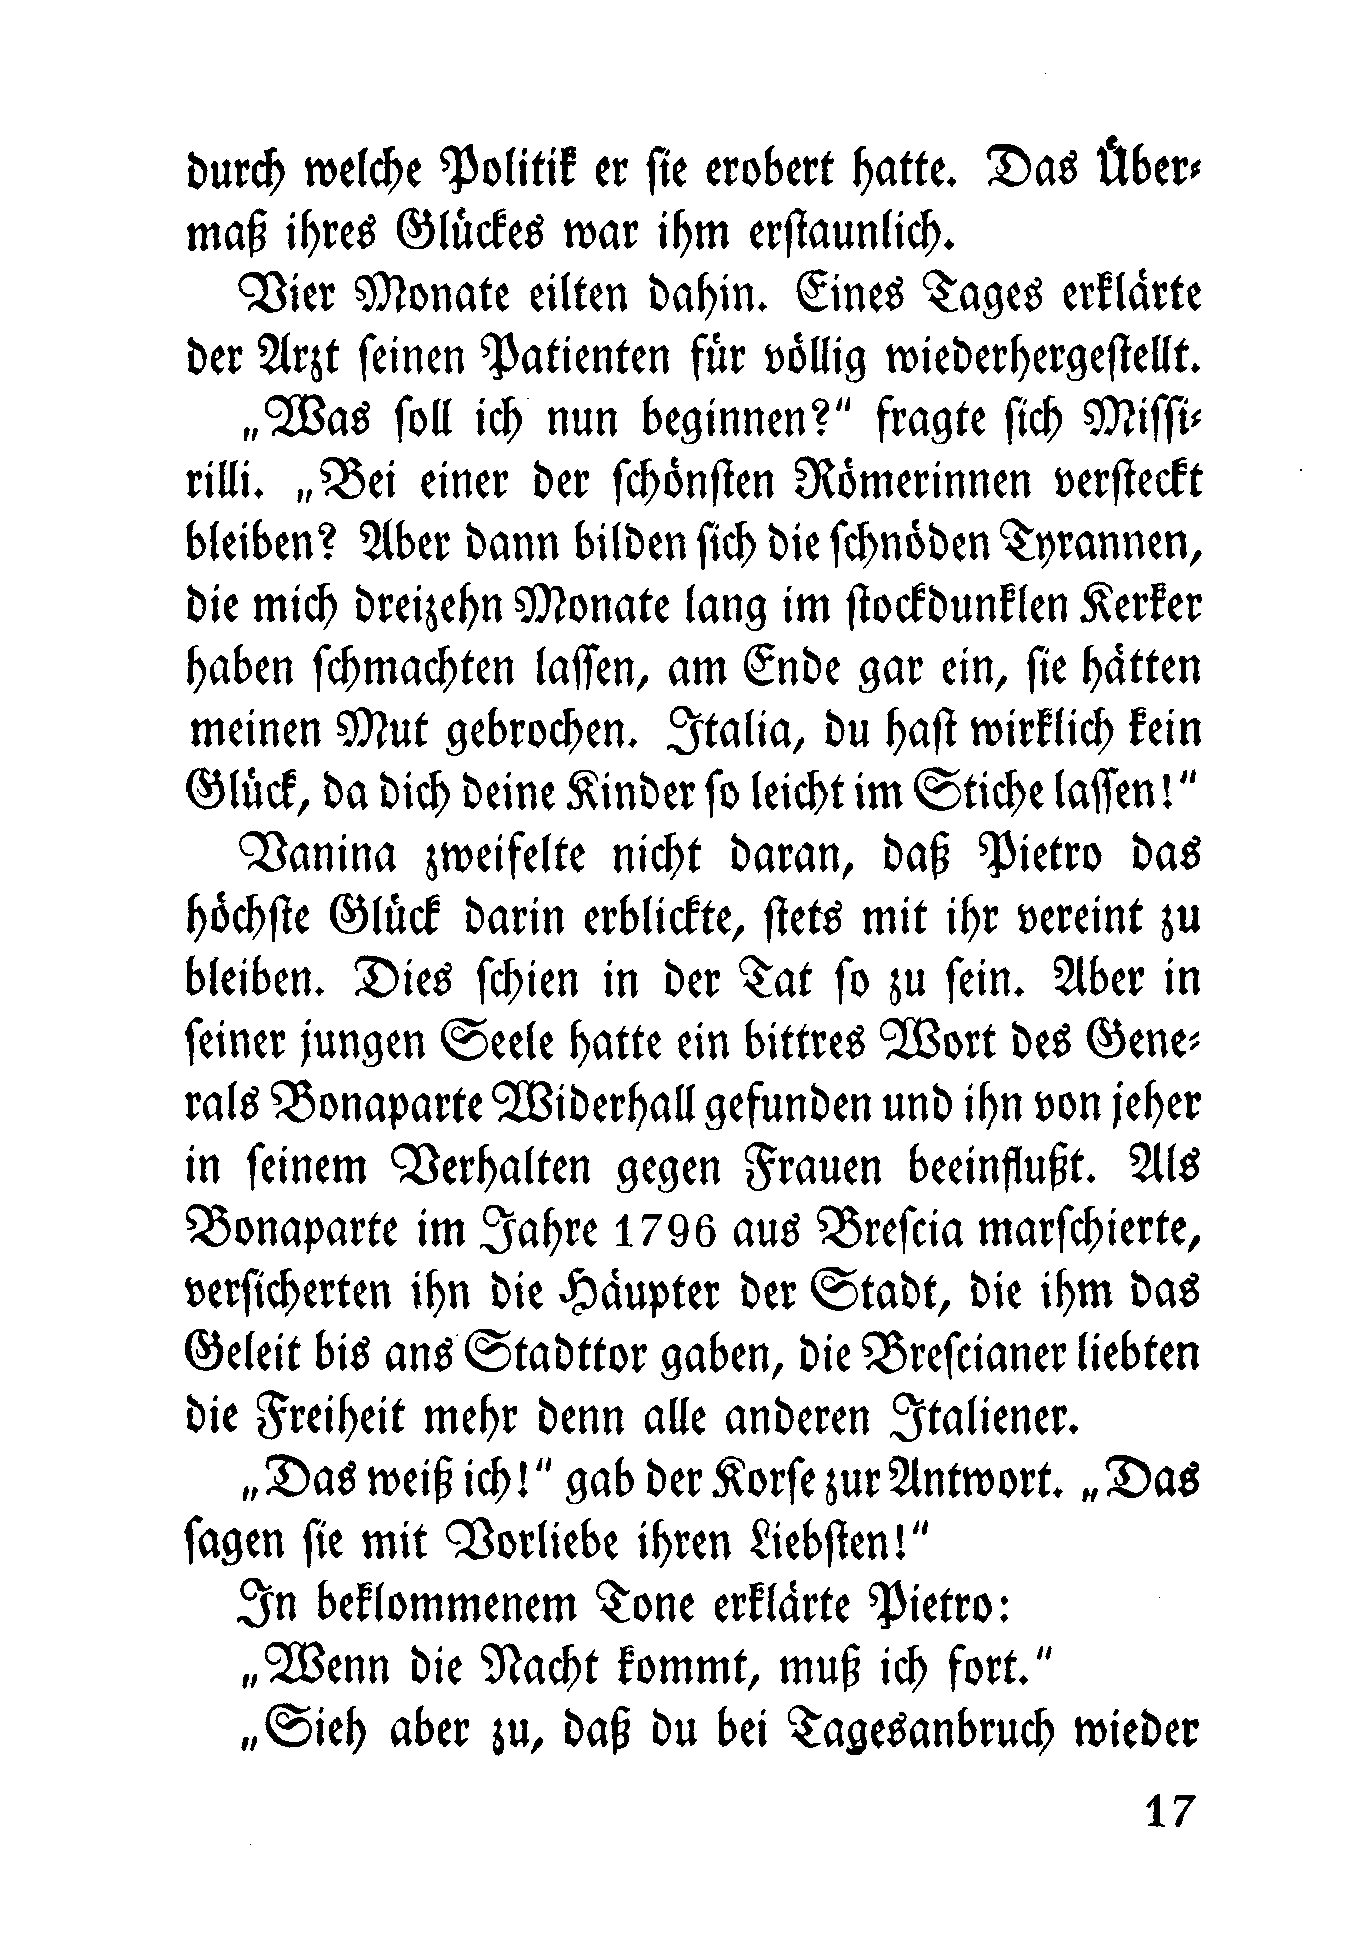 durch welche Politik er sie erobert hatte. Das Über-
maß ihres Glückes war ihm erstaunlich.
Vier Monate eilten dahin. Eines Tages erklärte
der Arzt seinen Patienten für völlig wiederhergestellt.
„Was soll ich nun beginnen?“ fragte sich Missi-
rilli. „Bei einer der schönsten Römerinnen versteckt
bleiben? Aber dann bilden sich die schnöden Tyrannen,
die mich dreizehn Monate lang im stockdunklen Kerker
haben schmachten lassen, am Ende gar ein, sie hätten
meinen Mut gebrochen. Italia, du hast wirklich kein
Glück, da dich deine Kinder so leicht im Stiche lassen!“
Vanina zweifelte nicht daran, daß Pietro das
höchste Glück darin erblickte, stets mit ihr vereint zu
bleiben. Dies schien in der Tat so zu sein. Aber in
seiner jungen Seele hatte ein bittres Wort des Gene-
rals Bonaparte Widerhall gefunden und ihn von jeher
in seinem Verhalten gegen Frauen beeinflußt. Als
Bonaparte im Jahre 1796 aus Brescia marschierte,
versicherten ihn die Häupter der Stadt, die ihm das
Geleit bis ans Stadttor gaben, die Brescianer liebten
die Freiheit mehr denn alle anderen Italiener.
„Das weiß ich!“ gab der Korse zur Antwort. „Das
sagen sie mit Vorliebe ihren Liebsten!“
In beklommenem Tone erklärte Pietro:
„Wenn die Nacht kommt, muß ich fort.“
„Sieh aber zu, daß du bei Tagesanbruch wieder
17